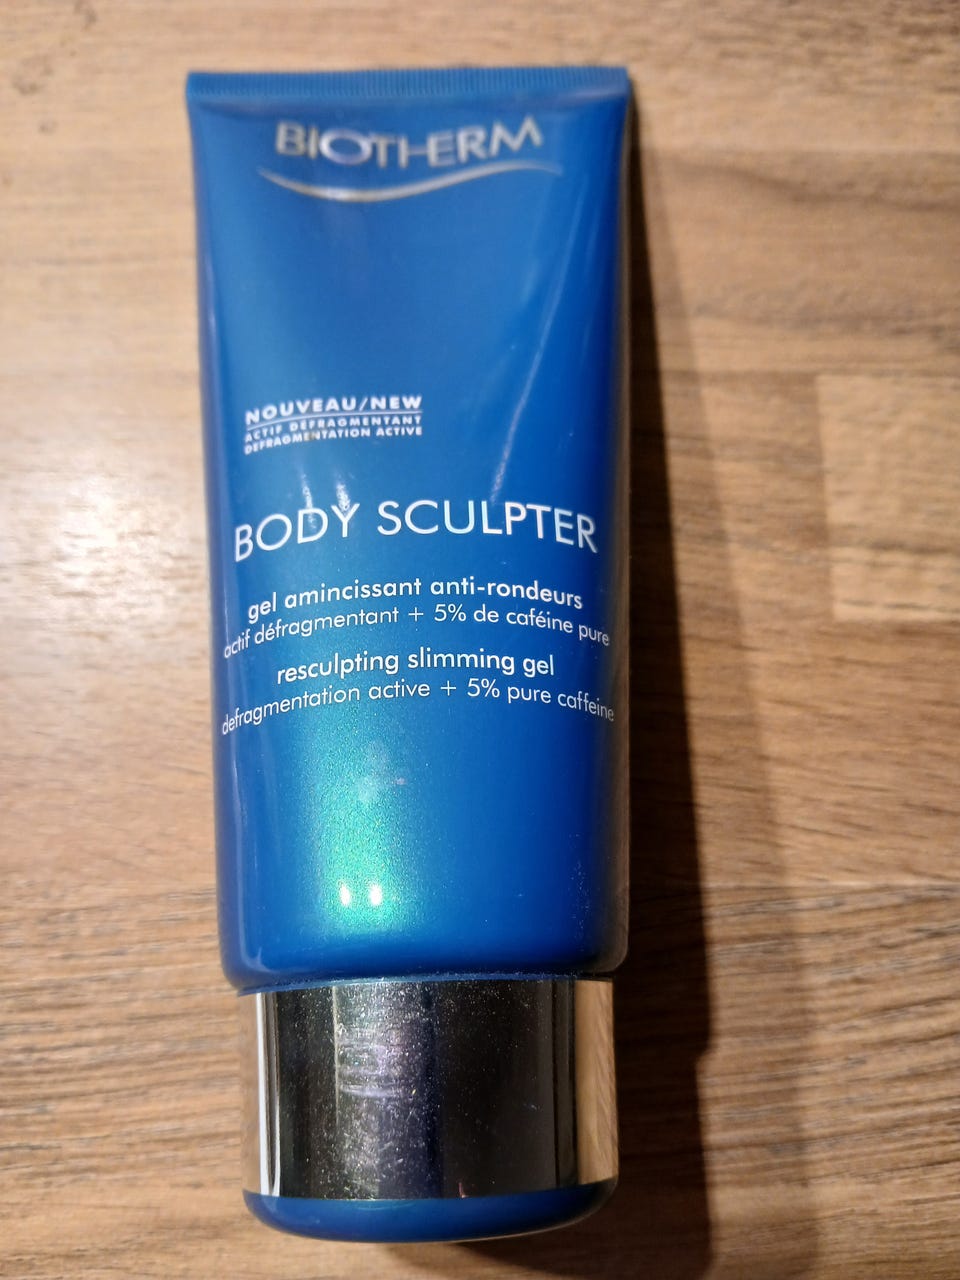 BIOTHERM
NOUVEAU/NEW
ACTIF DEFRAGMENTANT
DEFRAGMENTATION ACTIVE
BODY SCULPTER
gel amincissant anti-rondeurs
actif défragmentant + 5% de caféine pure
resculpting slimming gel
defragmentation active + 5% pure caffeine